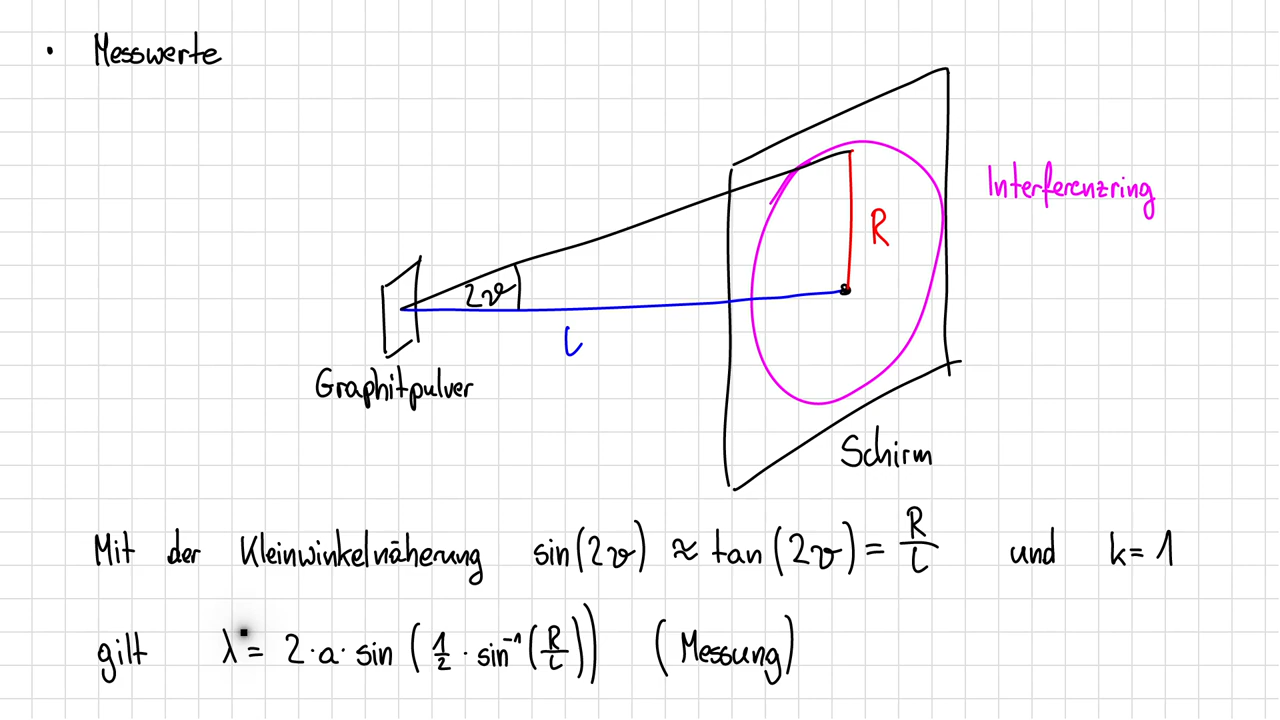 • Messwerte
Interferenzring
R
2ϑ
L
Graphitpulver
Schirm
Mit der Kleinwinkelnäherung sin(2ϑ) ≈ tan(2ϑ) = R/L und k = 1
gilt λ = 2·a·sin(1/2·sin⁻¹(R/L)) (Messung)